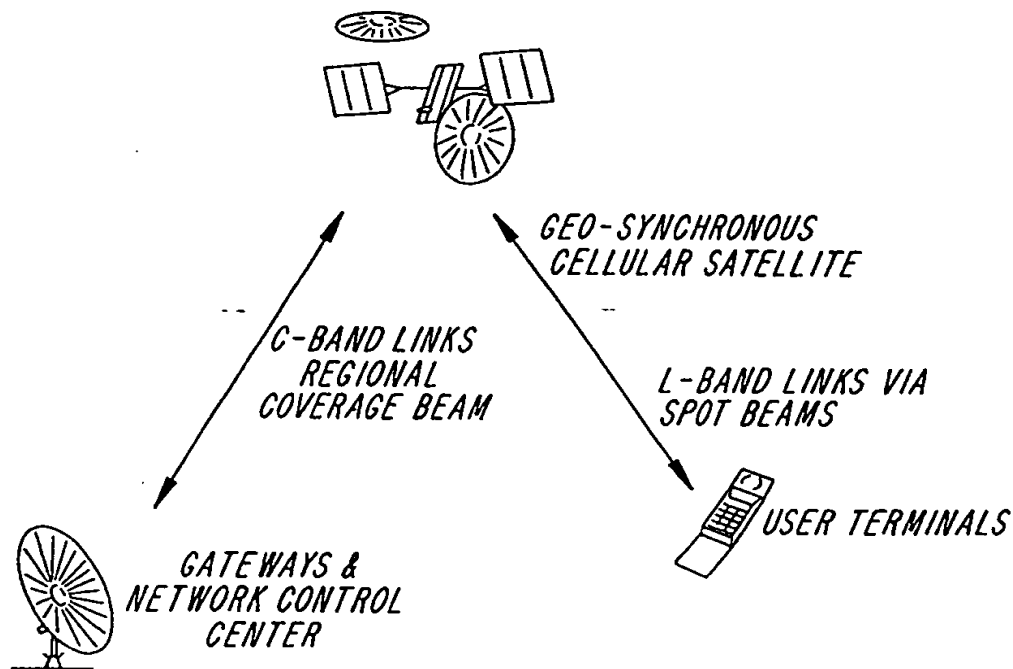 GEO-SYNCHRONOUS
CELLULAR SATELLITE
C-BAND LINKS
REGIONAL
COVERAGE BEAM
L-BAND LINKS VIA
SPOT BEAMS
USER TERMINALS
GATEWAYS &
NETWORK CONTROL
CENTER